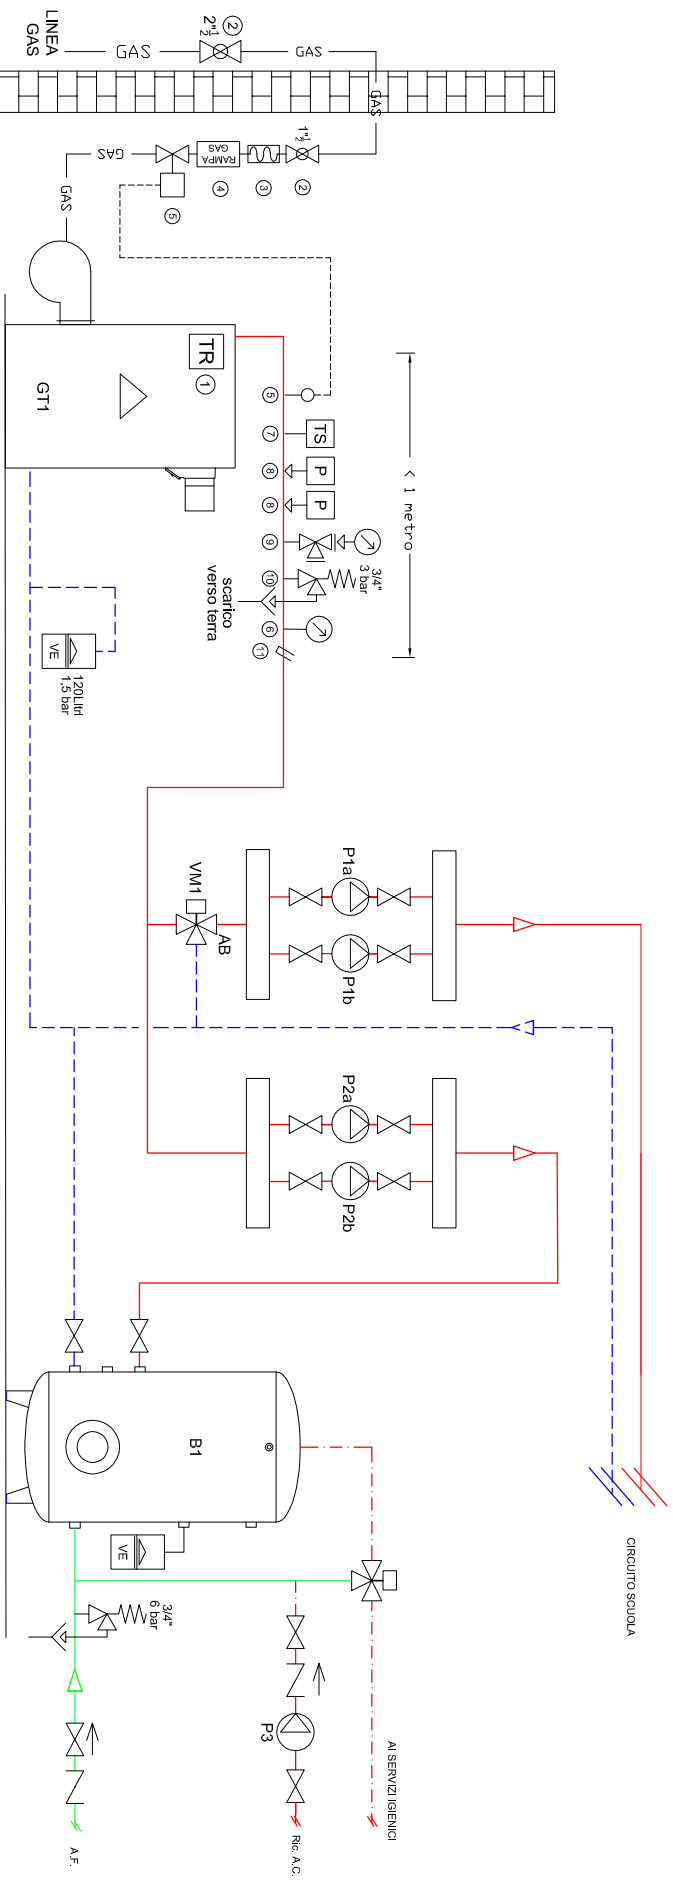 LINEA
GAS
GAS
2
2"1/2
GAS
GAS
1"1/2
2
3
RAMPA
GAS
4
5
GAS
GAS
TR
1
GT1
5
7
TS
8
P
8
P
9
10
3/4"
3 bar
scarico
verso terra
6
11
< 1 metro
VE
120Litri
1,5 bar
VM1
AB
P1a
P1b
P2a
P2b
B1
VE
3/4"
6 bar
P3
CIRCUITO SCUOLA
AI SERVIZI IGIENICI
Ric. A.C.
A.F.